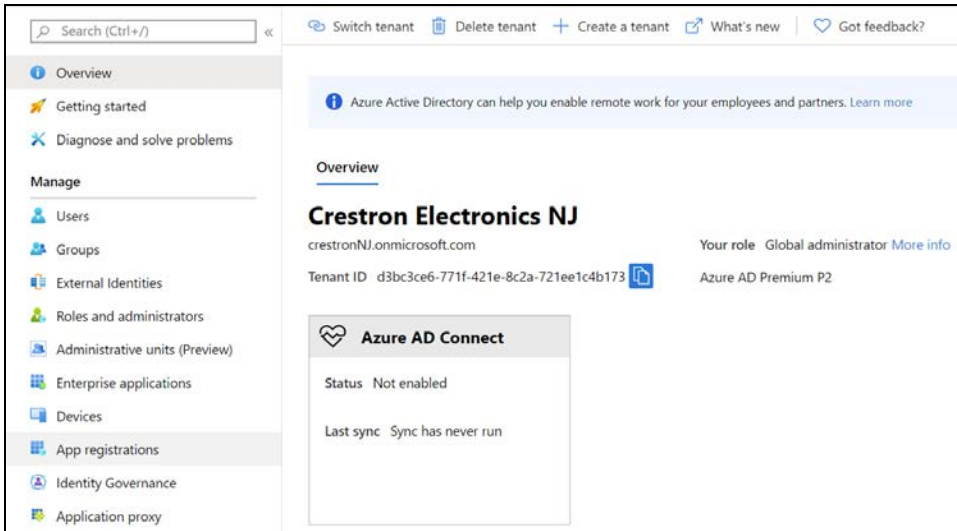 Search (Ctrl+/)
«
Switch tenant Delete tenant Create a tenant What's new Got feedback?
Overview
Getting started
Diagnose and solve problems
Manage
Users
Groups
External Identities
Roles and administrators
Administrative units (Preview)
Enterprise applications
Devices
App registrations
Identity Governance
Application proxy
Azure Active Directory can help you enable remote work for your employees and partners. Learn more
Overview
Crestron Electronics NJ
crestronNJ.onmicrosoft.com
Your role Global administrator More info
Tenant ID d3bc3ce6-771f-421e-8c2a-721ee1c4b173
Azure AD Premium P2
Azure AD Connect
Status Not enabled
Last sync Sync has never run